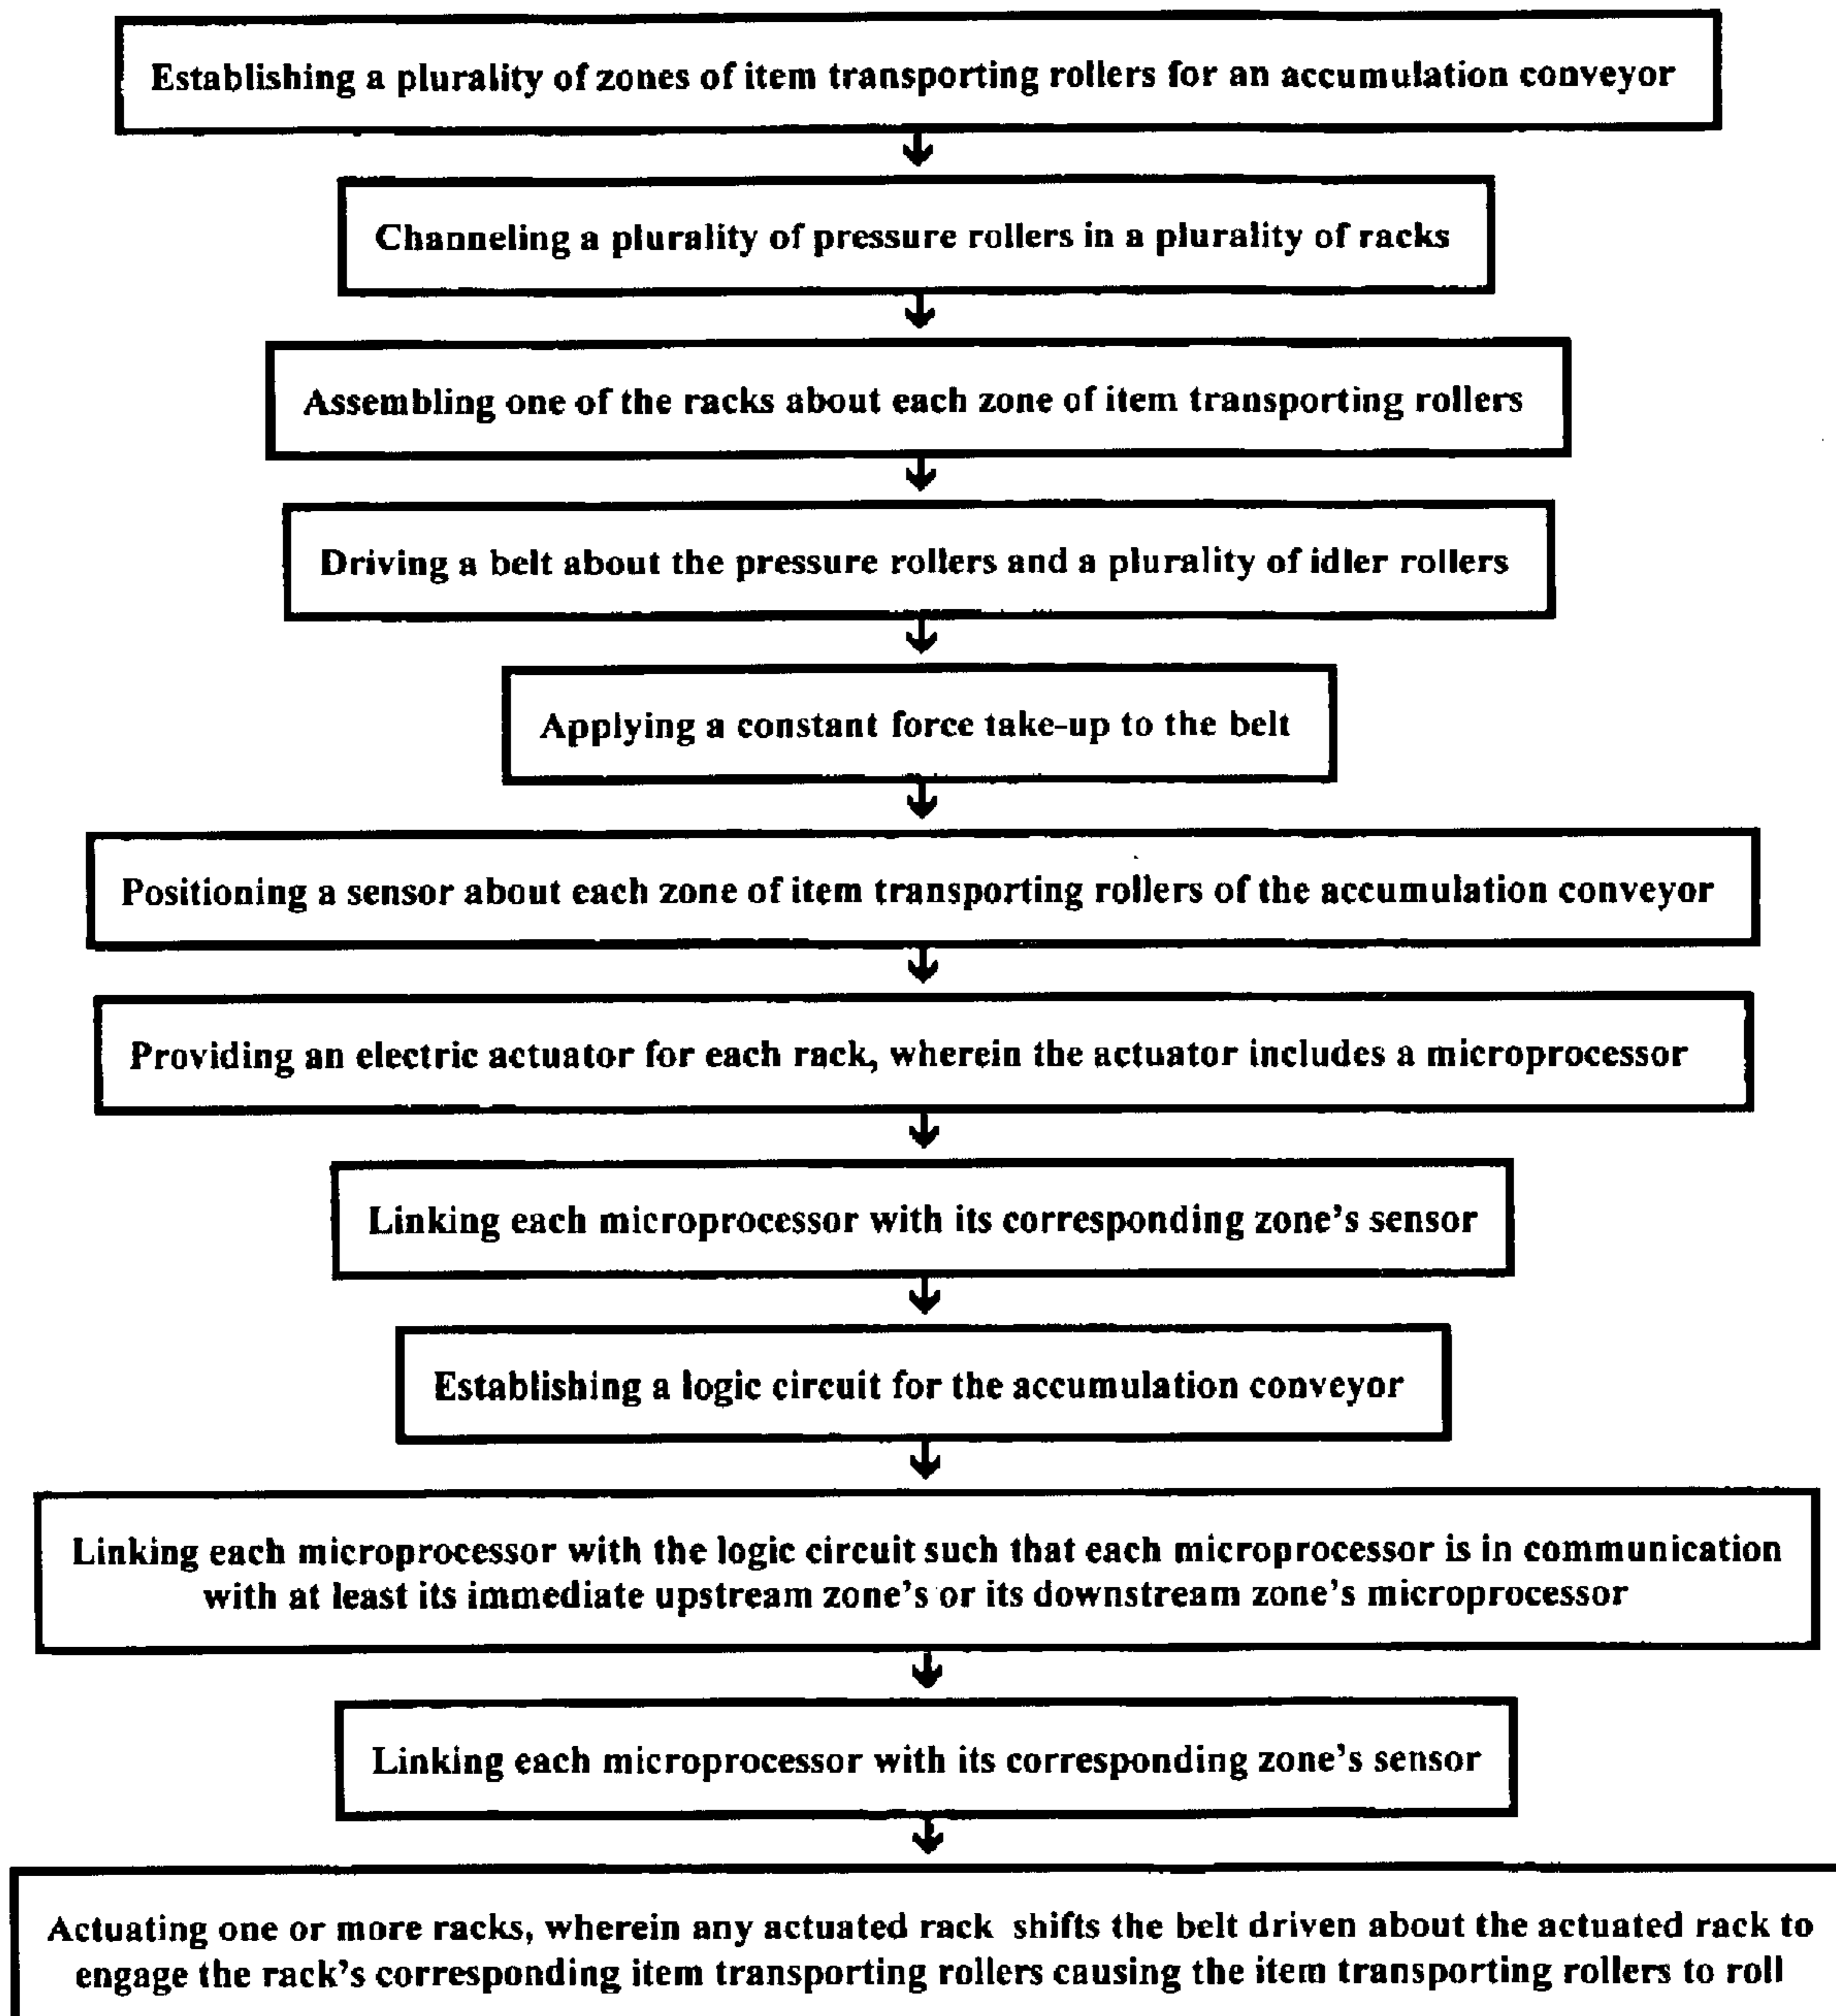 Establishing a plurality of zones of item transporting rollers for an accumulation conveyor
Channeling a plurality of pressure rollers in a plurality of racks
Assembling one of the racks about each zone of item transporting rollers
Driving a belt about the pressure rollers and a plurality of idler rollers
Applying a constant force take-up to the belt
Positioning a sensor about each zone of item transporting rollers of the accumulation conveyor
Providing an electric actuator for each rack, wherein the actuator includes a microprocessor
Linking each microprocessor with its corresponding zone's sensor
Establishing a logic circuit for the accumulation conveyor
Linking each microprocessor with the logic circuit such that each microprocessor is in communication
with at least its immediate upstream zone's or its downstream zone's microprocessor
Linking each microprocessor with its corresponding zone's sensor
Actuating one or more racks, wherein any actuated rack shifts the belt driven about the actuated rack to
engage the rack's corresponding item transporting rollers causing the item transporting rollers to roll